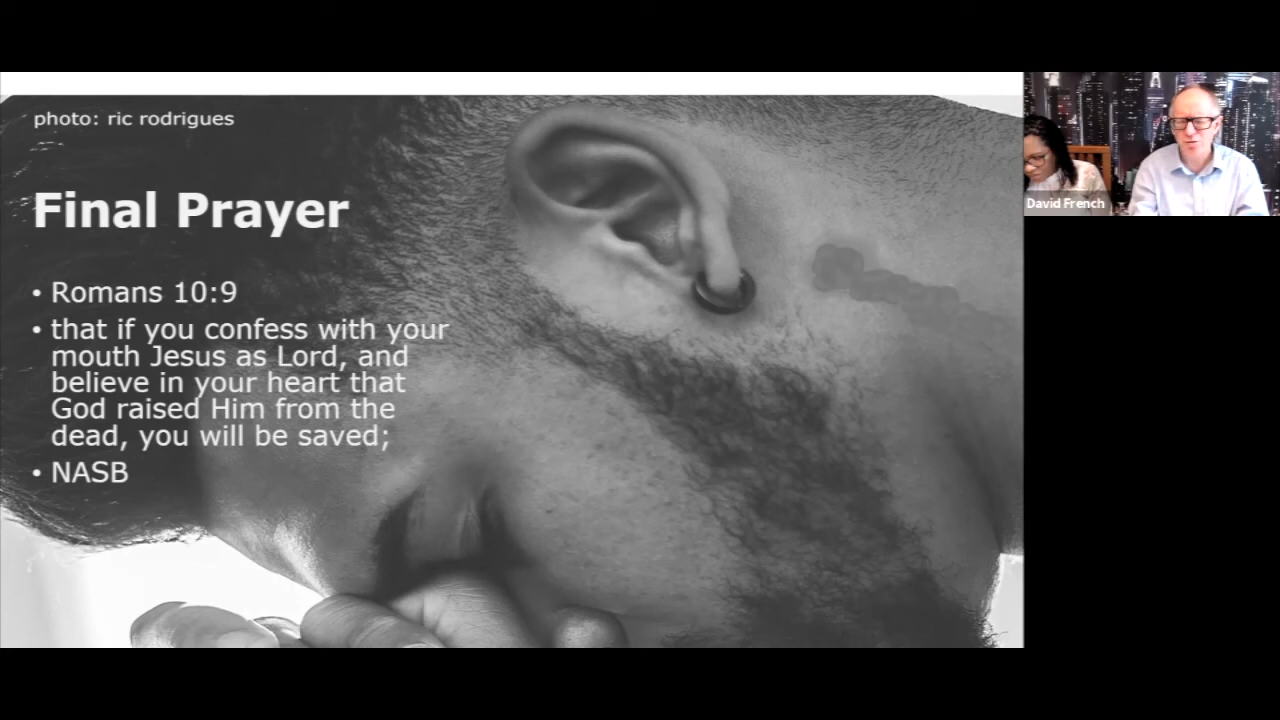 photo: ric rodrigues
Final Prayer
• Romans 10:9
• that if you confess with your
mouth Jesus as Lord, and
believe in your heart that
God raised Him from the
dead, you will be saved;
• NASB
David French